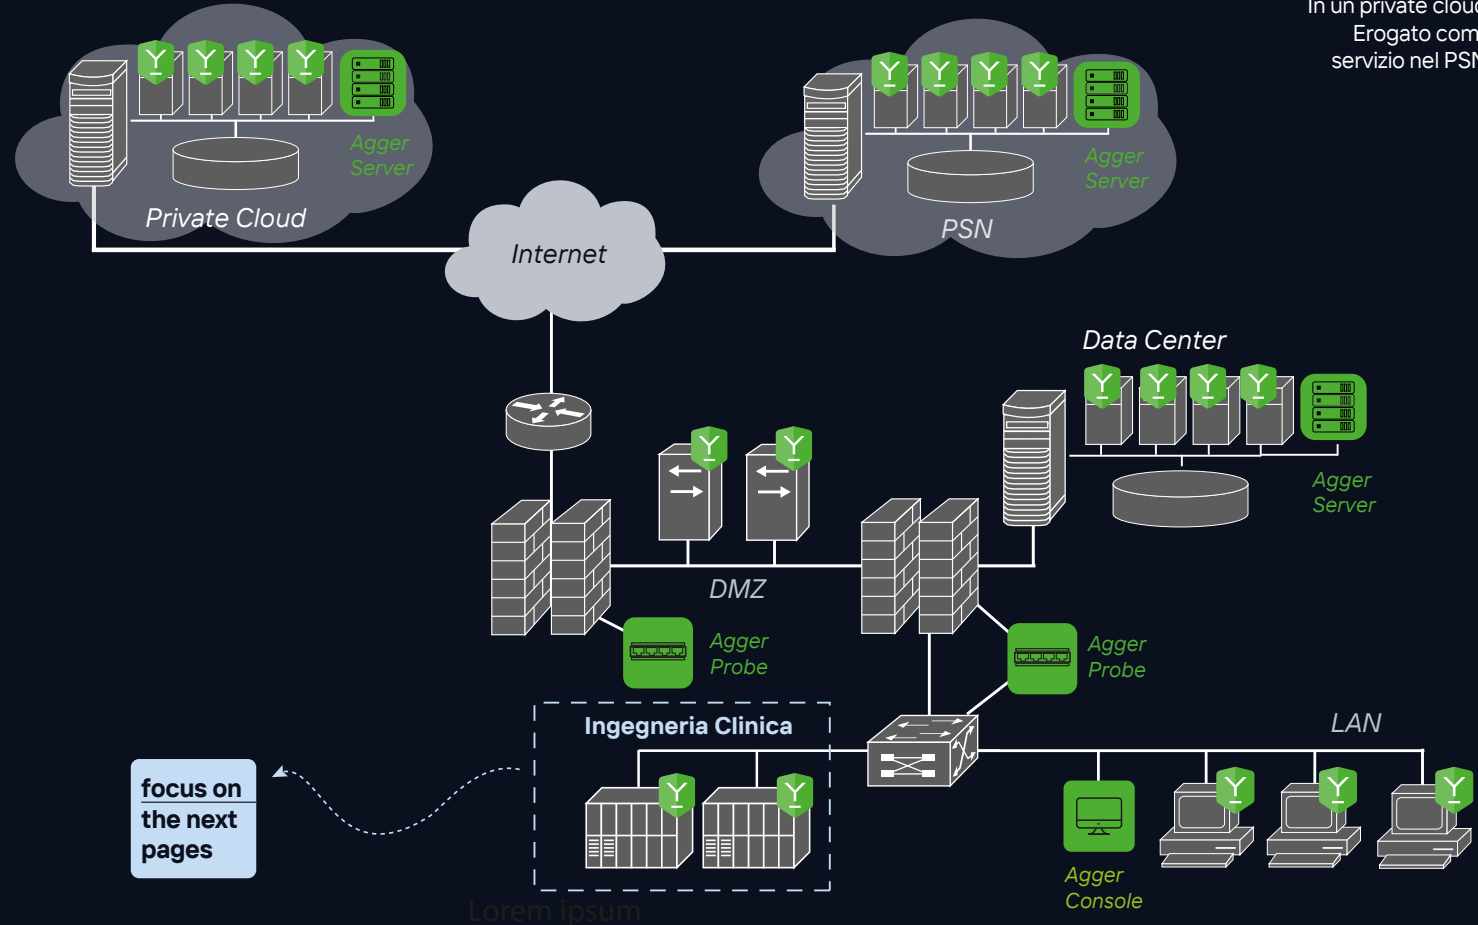 In un private cloud
Erogato com
servizio nel PSN
Agger
Server
Private Cloud
Agger
Server
PSN
Internet
Data Center
Agger
Server
DMZ
Agger
Probe
Agger
Probe
Ingegneria Clinica
LAN
focus on
the next
pages
Agger
Console
Lorem ipsum